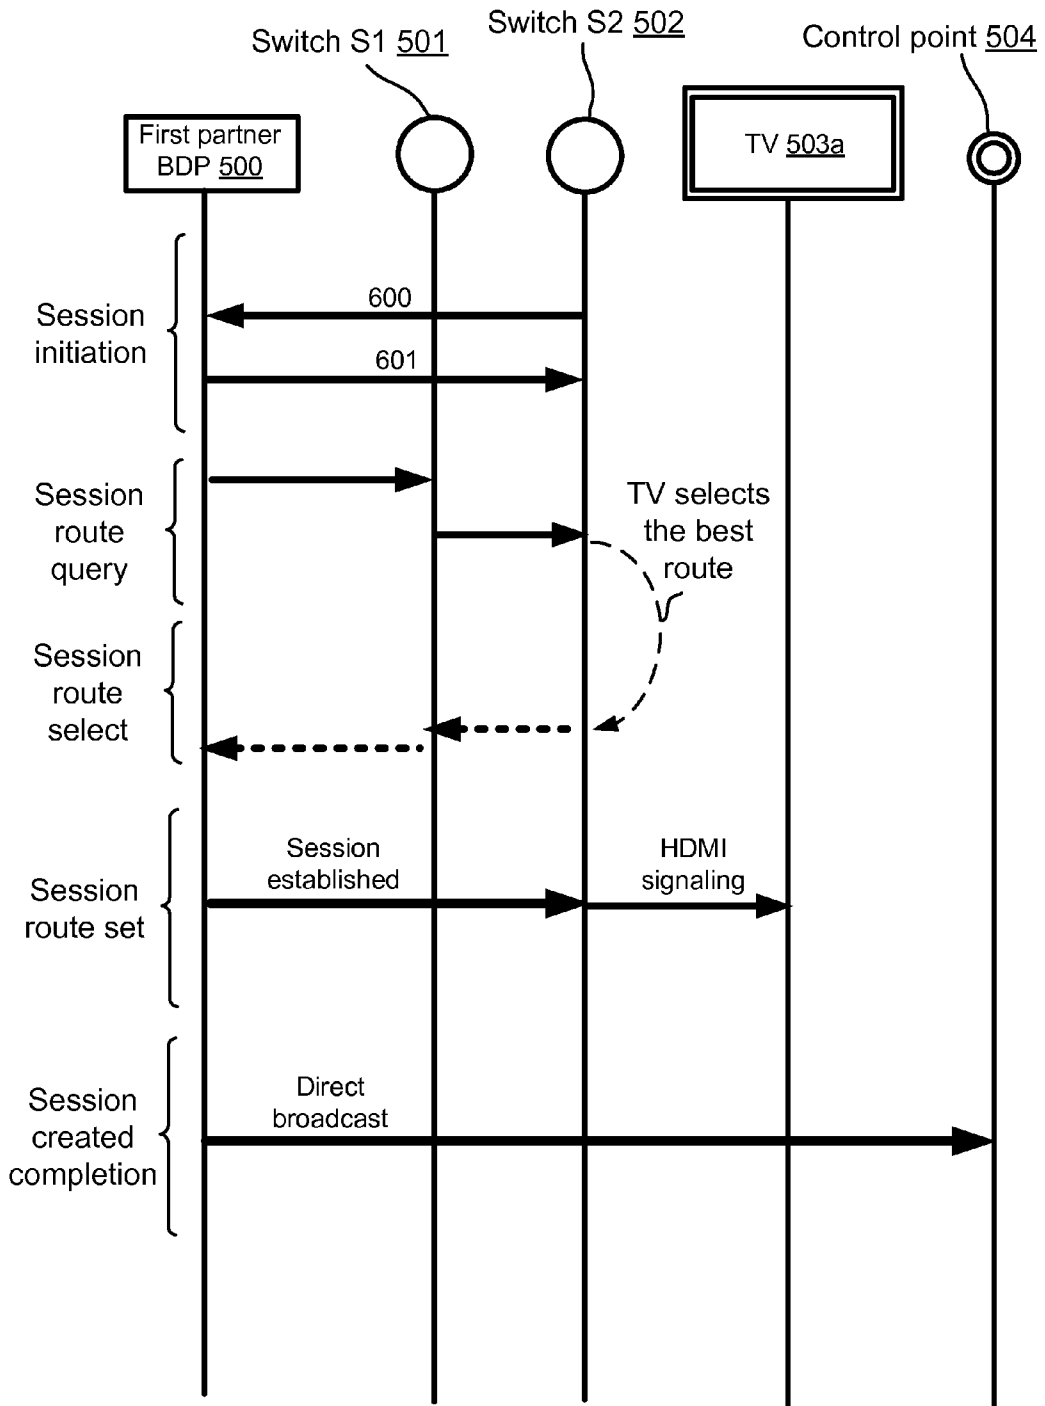 Switch S1 501
Switch S2 502
Control point 504
First partner
BDP 500
TV 503a
Session
initiation
600
601
Session
route
query
TV selects
the best
route
Session
route
select
Session
route set
Session
established
HDMI
signaling
Session
created
completion
Direct
broadcast